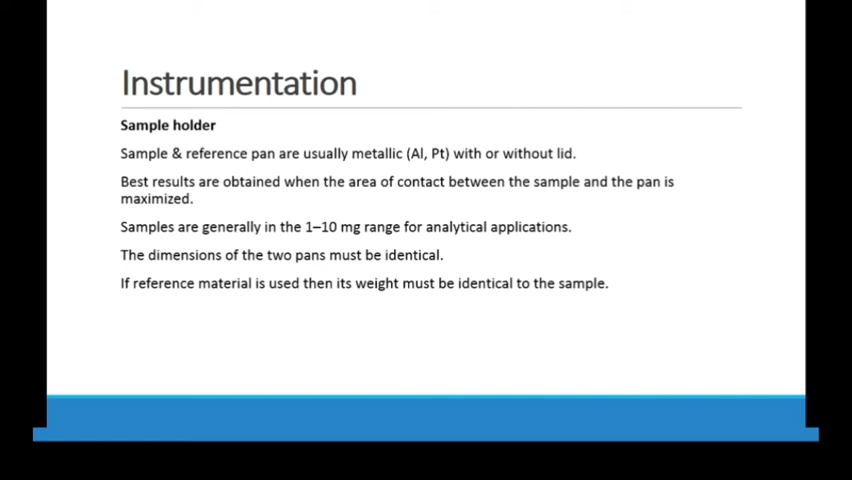 Instrumentation
Sample holder
Sample & reference pan are usually metallic (Al, Pt) with or without lid.
Best results are obtained when the area of contact between the sample and the pan is
maximized.
Samples are generally in the 1–10 mg range for analytical applications.
The dimensions of the two pans must be identical.
If reference material is used then its weight must be identical to the sample.